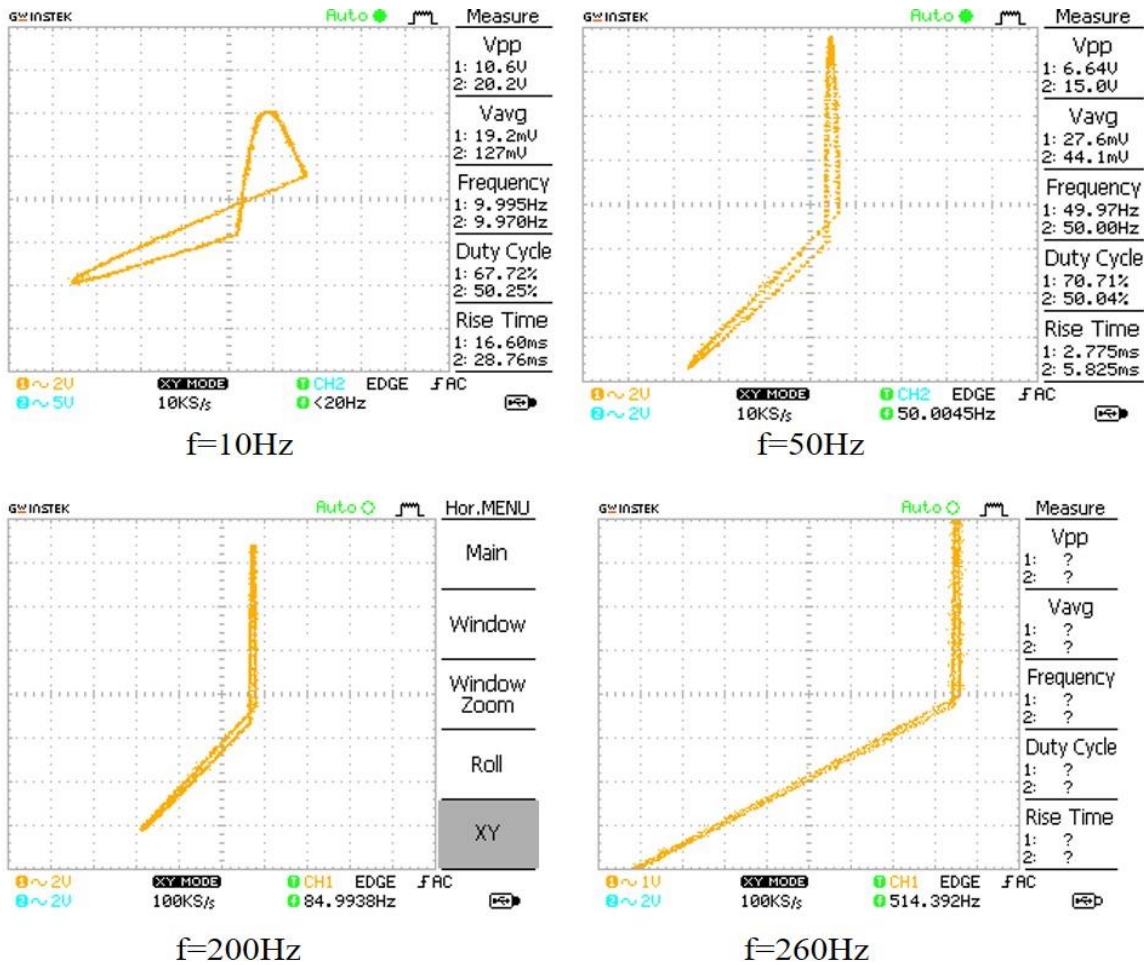 GWINSTEK Auto Measure
Vpp
1: 10.6V
2: 20.2V
Vavg
1: 19.2mV
2: 127mV
Frequency
1: 9.995Hz
2: 9.970Hz
Duty Cycle
1: 67.72%
2: 50.25%
Rise Time
1: 16.60ms
2: 28.76ms
1 ~ 2V XY MODE T CH2 EDGE AC
2 ~ 5V 10KS/s <20Hz
f=10Hz
GWINSTEK Auto Measure
Vpp
1: 6.64V
2: 15.0V
Vavg
1: 27.6mV
2: 44.1mV
Frequency
1: 49.97Hz
2: 50.00Hz
Duty Cycle
1: 70.71%
2: 50.04%
Rise Time
1: 2.775ms
2: 5.825ms
1 ~ 2V XY MODE T CH2 EDGE AC
2 ~ 2V 10KS/s 50.0045Hz
f=50Hz
GWINSTEK Auto Hor.MENU
Main
Window
Window
Zoom
Roll
XY
1 ~ 2V XY MODE T CH1 EDGE AC
2 ~ 2V 100KS/s 84.9938Hz
f=200Hz
GWINSTEK Auto Measure
Vpp
1: ?
2: ?
Vavg
1: ?
2: ?
Frequency
1: ?
2: ?
Duty Cycle
1: ?
2: ?
Rise Time
1: ?
2: ?
1 ~ 1V XY MODE T CH1 EDGE AC
2 ~ 2V 100KS/s 514.392Hz
f=260Hz